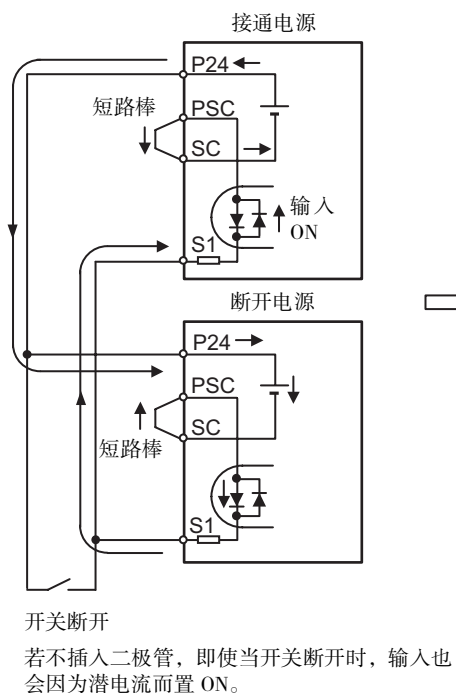 接通电源
P24
PSC
短路棒
SC
输入
ON
S1
断开电源
P24
PSC
SC
短路棒
S1
开关断开
若不插入二极管，即使当开关断开时，输入也
会因为潜电流而置 ON。